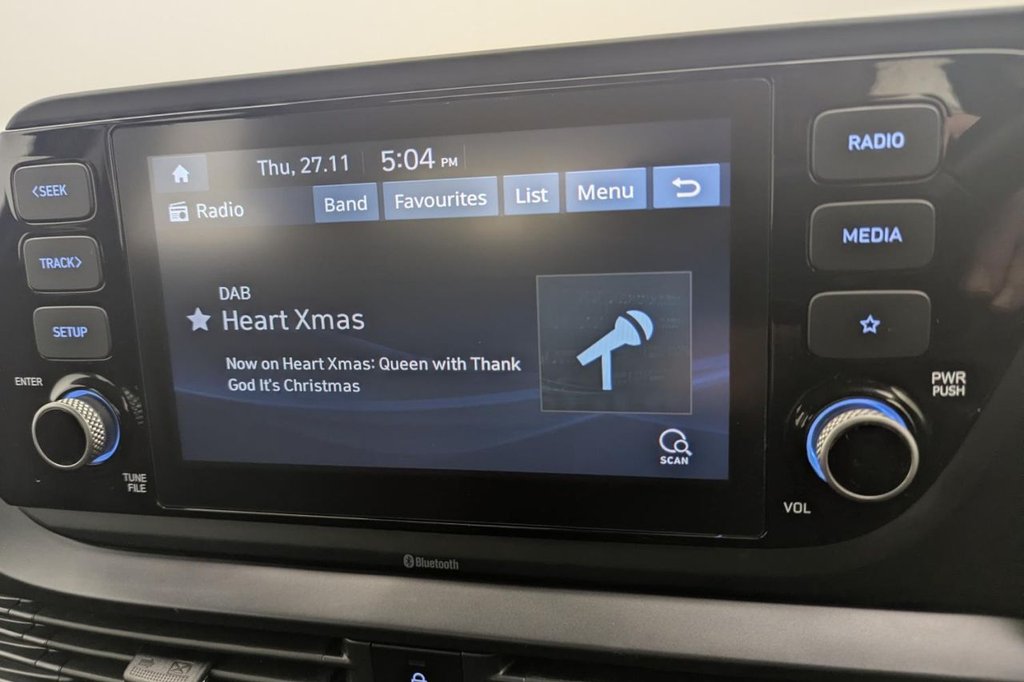 Thu, 27.11 5:04 PM
Radio Band Favourites List Menu
DAB
Heart Xmas
Now on Heart Xmas: Queen with Thank
God It's Christmas
SCAN
<SEEK
TRACK>
SETUP
ENTER
TUNE
FILE
RADIO
MEDIA
PWR
PUSH
VOL
Bluetooth